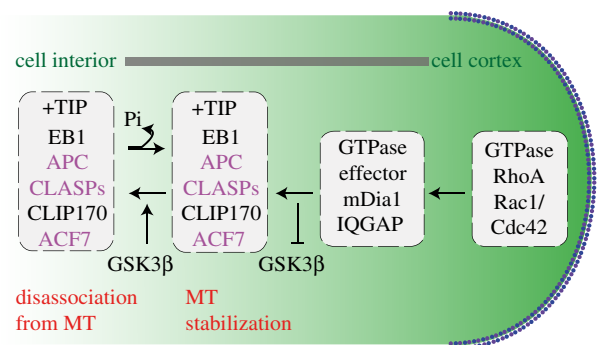 cell interior
cell cortex
+TIP
EB1
APC
CLASPs
CLIP170
ACF7
Pi
GSK3β
+TIP
EB1
APC
CLASPs
CLIP170
ACF7
GSK3β
GTPase
effector
mDia1
IQGAP
GTPase
RhoA
Rac1/
Cdc42
disassociation
from MT
MT
stabilization